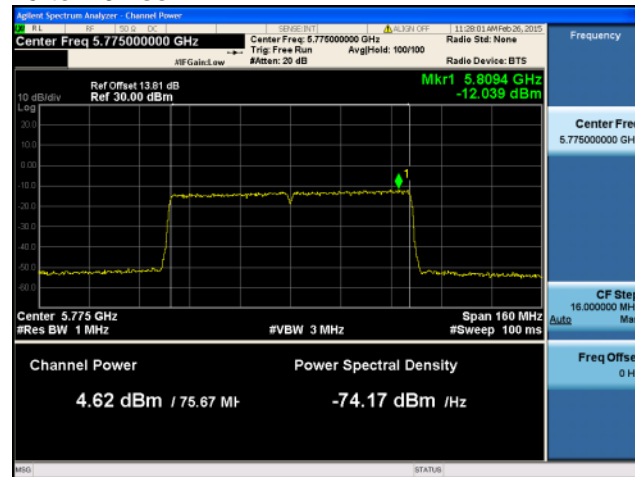 Agilent Spectrum Analyzer - Channel Power
RL RF 50 Ω DC SENSE:INT ALIGN OFF 11:28:01 AM Feb 26, 2015
Center Freq 5.775000000 GHz
Center Freq: 5.775000000 GHz
Radio Std: None
Trig: Free Run Avg|Hold: 100/100
#IFGain:Low #Atten: 20 dB Radio Device: BTS
Frequency
Ref Offset 13.81 dB
10 dB/div Ref 30.00 dBm
Log
Mkr1 5.8094 GHz
-12.039 dBm
20.0
10.0
0.00
-10.0
-20.0
-30.0
-40.0
-50.0
-60.0
1
Center Fre
5.775000000 GH
Center 5.775 GHz Span 160 MHz
#Res BW 1 MHz #VBW 3 MHz #Sweep 100 ms
CF Step
16.000000 MH
Auto Ma
Channel Power Power Spectral Density
4.62 dBm / 75.67 MH -74.17 dBm /Hz
Freq Offse
0 H
MSG STATUS